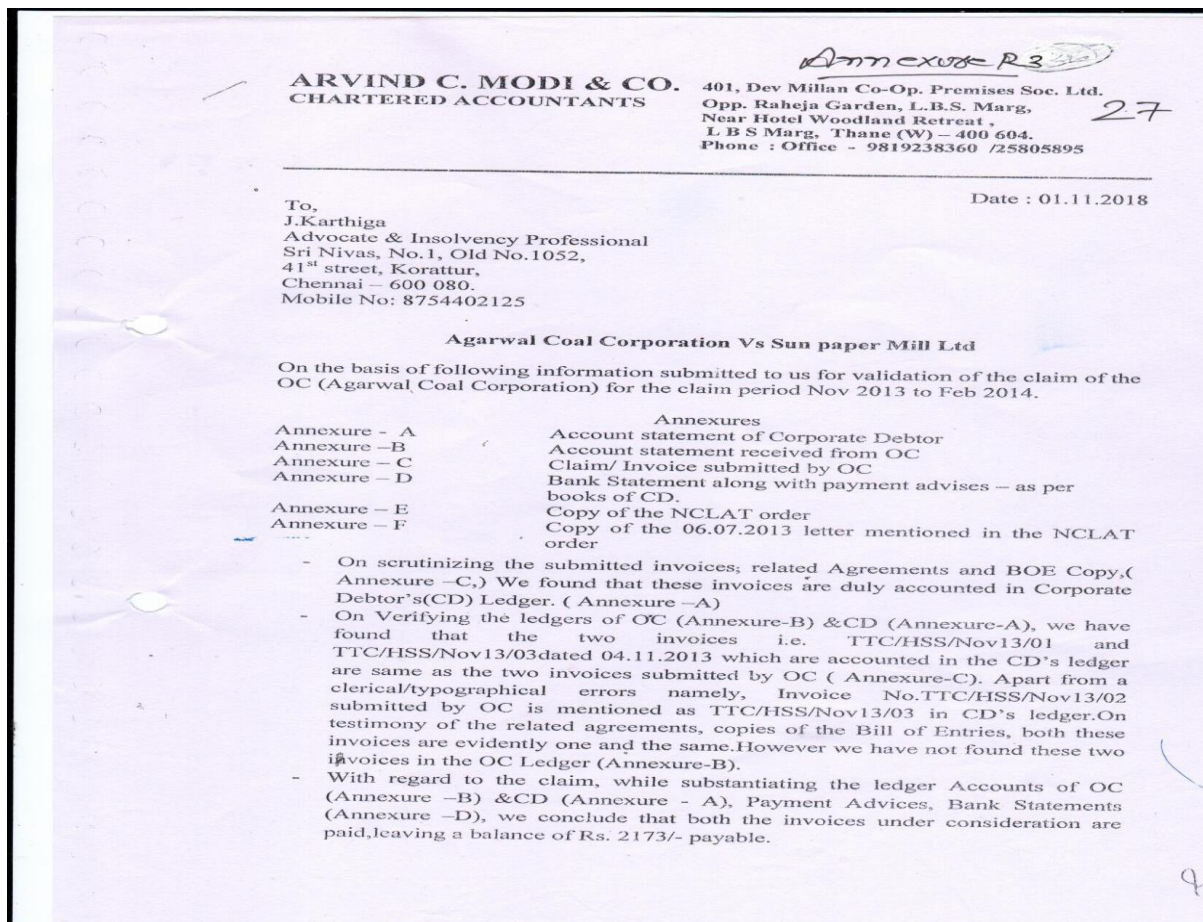 Annexure R3
ARVIND C. MODI & CO.
CHARTERED ACCOUNTANTS
401, Dev Millan Co-Op. Premises Soc. Ltd.
Opp. Raheja Garden, L.B.S. Marg,
Near Hotel Woodland Retreat ,
L B S Marg, Thane (W) – 400 604.
Phone : Office - 9819238360 /25805895
27
Date : 01.11.2018
To,
J.Karthiga
Advocate & Insolvency Professional
Sri Nivas, No.1, Old No.1052,
41st street, Korattur,
Chennai – 600 080.
Mobile No: 8754402125
Agarwal Coal Corporation Vs Sun paper Mill Ltd
On the basis of following information submitted to us for validation of the claim of the
OC (Agarwal Coal Corporation) for the claim period Nov 2013 to Feb 2014.
Annexures
Annexure - A Account statement of Corporate Debtor
Annexure –B Account statement received from OC
Annexure – C Claim/ Invoice submitted by OC
Annexure – D Bank Statement along with payment advises – as per
books of CD.
Annexure – E Copy of the NCLAT order
Annexure – F Copy of the 06.07.2013 letter mentioned in the NCLAT
order
- On scrutinizing the submitted invoices, related Agreements and BOE Copy,(
Annexure –C,) We found that these invoices are duly accounted in Corporate
Debtor's(CD) Ledger. ( Annexure –A)
- On Verifying the ledgers of OC (Annexure-B) &CD (Annexure-A), we have
found that the two invoices i.e. TTC/HSS/Nov13/01 and
TTC/HSS/Nov13/03dated 04.11.2013 which are accounted in the CD's ledger
are same as the two invoices submitted by OC ( Annexure-C). Apart from a
clerical/typographical errors namely, Invoice No.TTC/HSS/Nov13/02
submitted by OC is mentioned as TTC/HSS/Nov13/03 in CD's ledger.On
testimony of the related agreements, copies of the Bill of Entries, both these
invoices are evidently one and the same.However we have not found these two
invoices in the OC Ledger (Annexure-B).
- With regard to the claim, while substantiating the ledger Accounts of OC
(Annexure –B) &CD (Annexure - A), Payment Advices, Bank Statements
(Annexure –D), we conclude that both the invoices under consideration are
paid,leaving a balance of Rs. 2173/- payable.